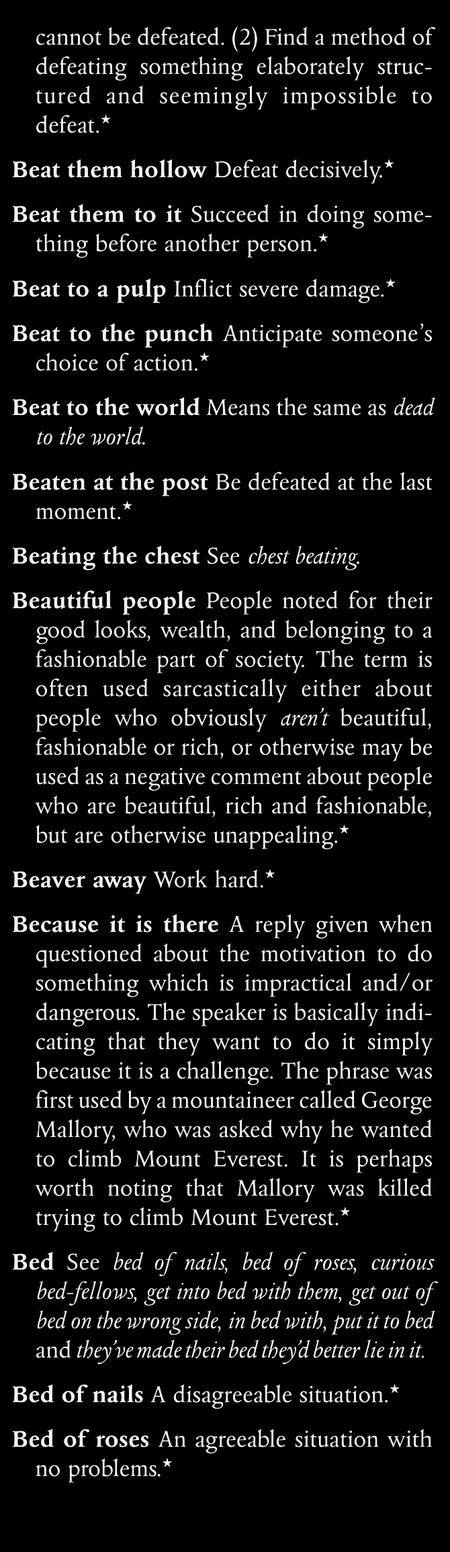 cannot be defeated. (2) Find a method of
defeating something elaborately struc-
tured and seemingly impossible to
defeat.★
Beat them hollow Defeat decisively.★
Beat them to it Succeed in doing some-
thing before another person.★
Beat to a pulp Inflict severe damage.★
Beat to the punch Anticipate someone’s
choice of action.★
Beat to the world Means the same as dead
to the world.
Beaten at the post Be defeated at the last
moment.★
Beating the chest See chest beating.
Beautiful people People noted for their
good looks, wealth, and belonging to a
fashionable part of society. The term is
often used sarcastically either about
people who obviously aren’t beautiful,
fashionable or rich, or otherwise may be
used as a negative comment about people
who are beautiful, rich and fashionable,
but are otherwise unappealing.★
Beaver away Work hard.★
Because it is there A reply given when
questioned about the motivation to do
something which is impractical and/or
dangerous. The speaker is basically indi-
cating that they want to do it simply
because it is a challenge. The phrase was
first used by a mountaineer called George
Mallory, who was asked why he wanted
to climb Mount Everest. It is perhaps
worth noting that Mallory was killed
trying to climb Mount Everest.★
Bed See bed of nails, bed of roses, curious
bed-fellows, get into bed with them, get out of
bed on the wrong side, in bed with, put it to bed
and they’ve made their bed they’d better lie in it.
Bed of nails A disagreeable situation.★
Bed of roses An agreeable situation with
no problems.★